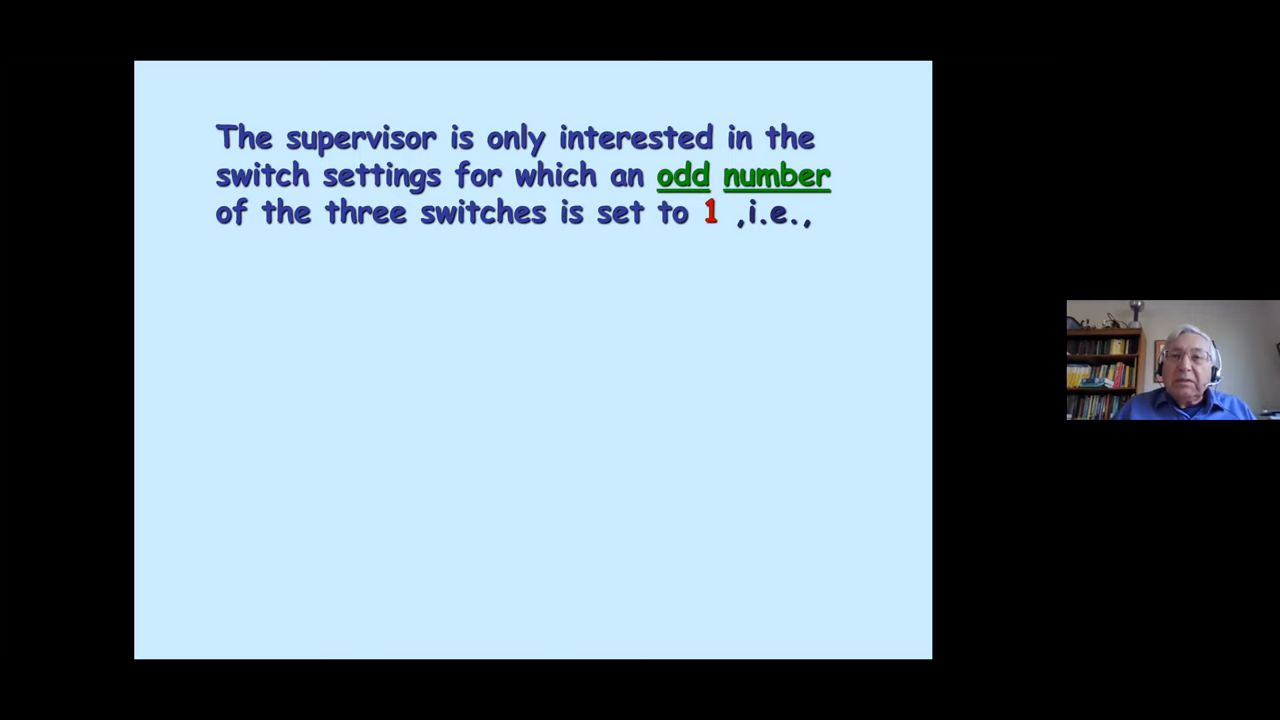 The supervisor is only interested in the
switch settings for which an odd number
of the three switches is set to 1 ,i.e.,